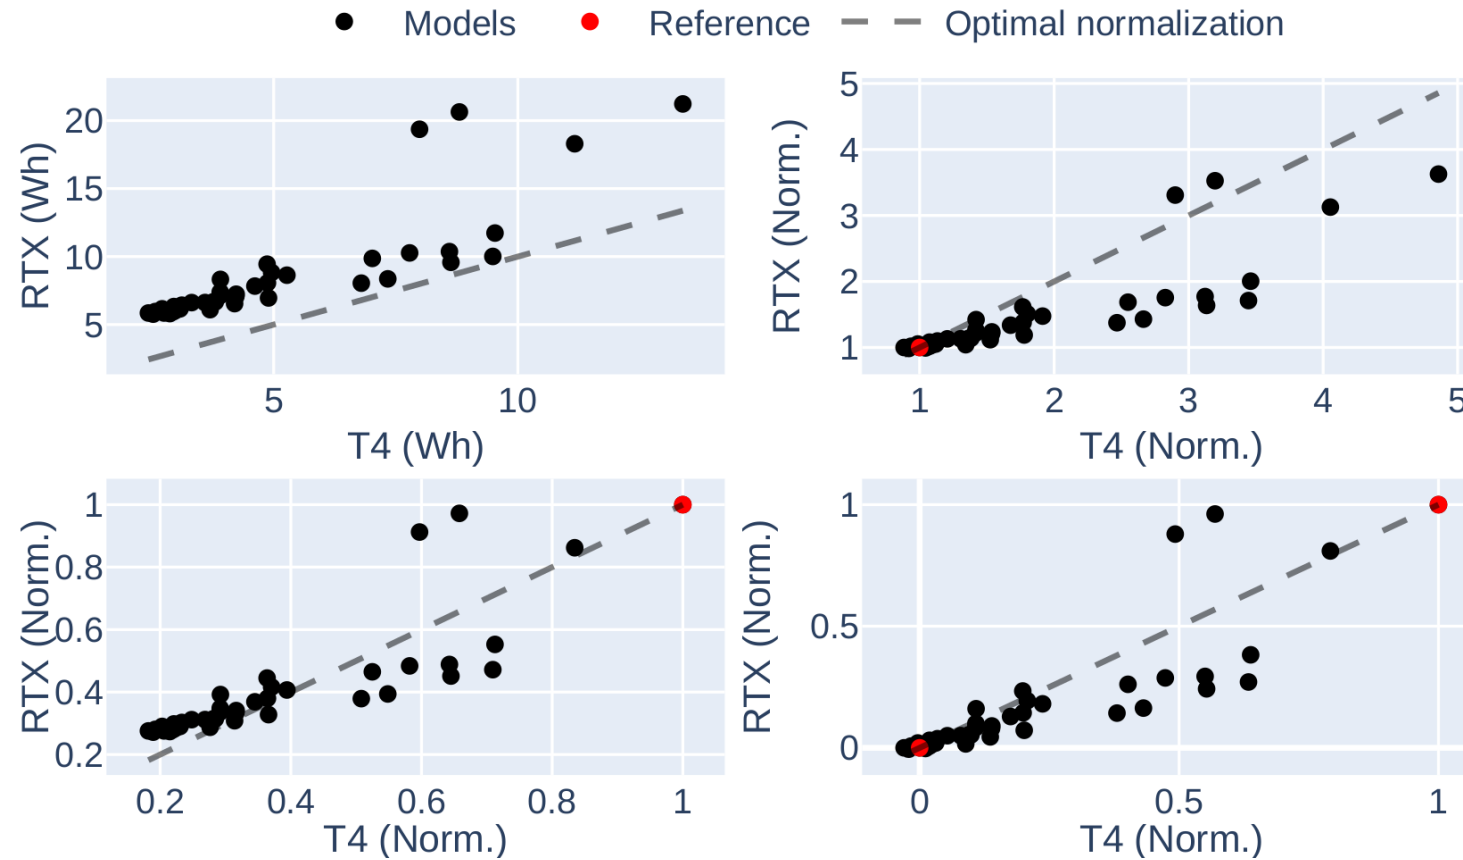 Models Reference Optimal normalization
20
15
10
5
RTX (Wh)
5 10
T4 (Wh)
5
4
3
2
1
RTX (Norm.)
1 2 3 4 5
T4 (Norm.)
1
0.8
0.6
0.4
0.2
RTX (Norm.)
0.2 0.4 0.6 0.8 1
T4 (Norm.)
1
0.5
0
RTX (Norm.)
0 0.5 1
T4 (Norm.)